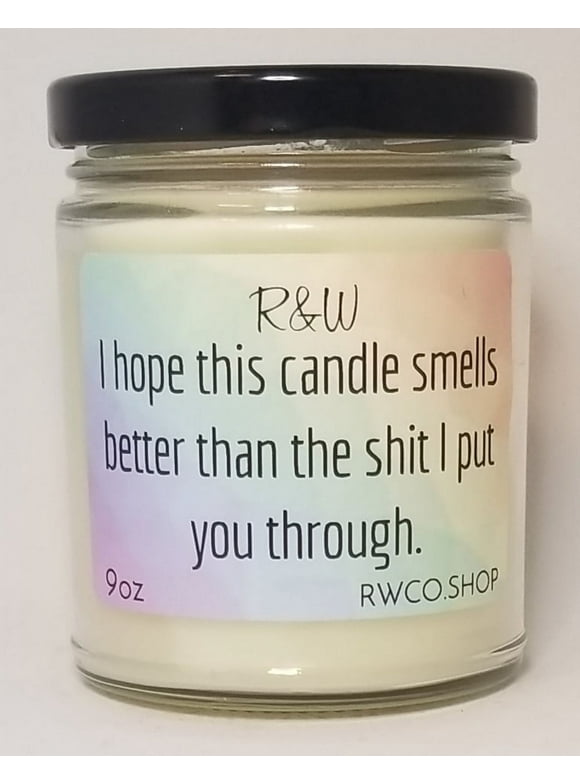 R&W
I hope this candle smells
better than the shit I put
you through.
9oz RWCO.SHOP